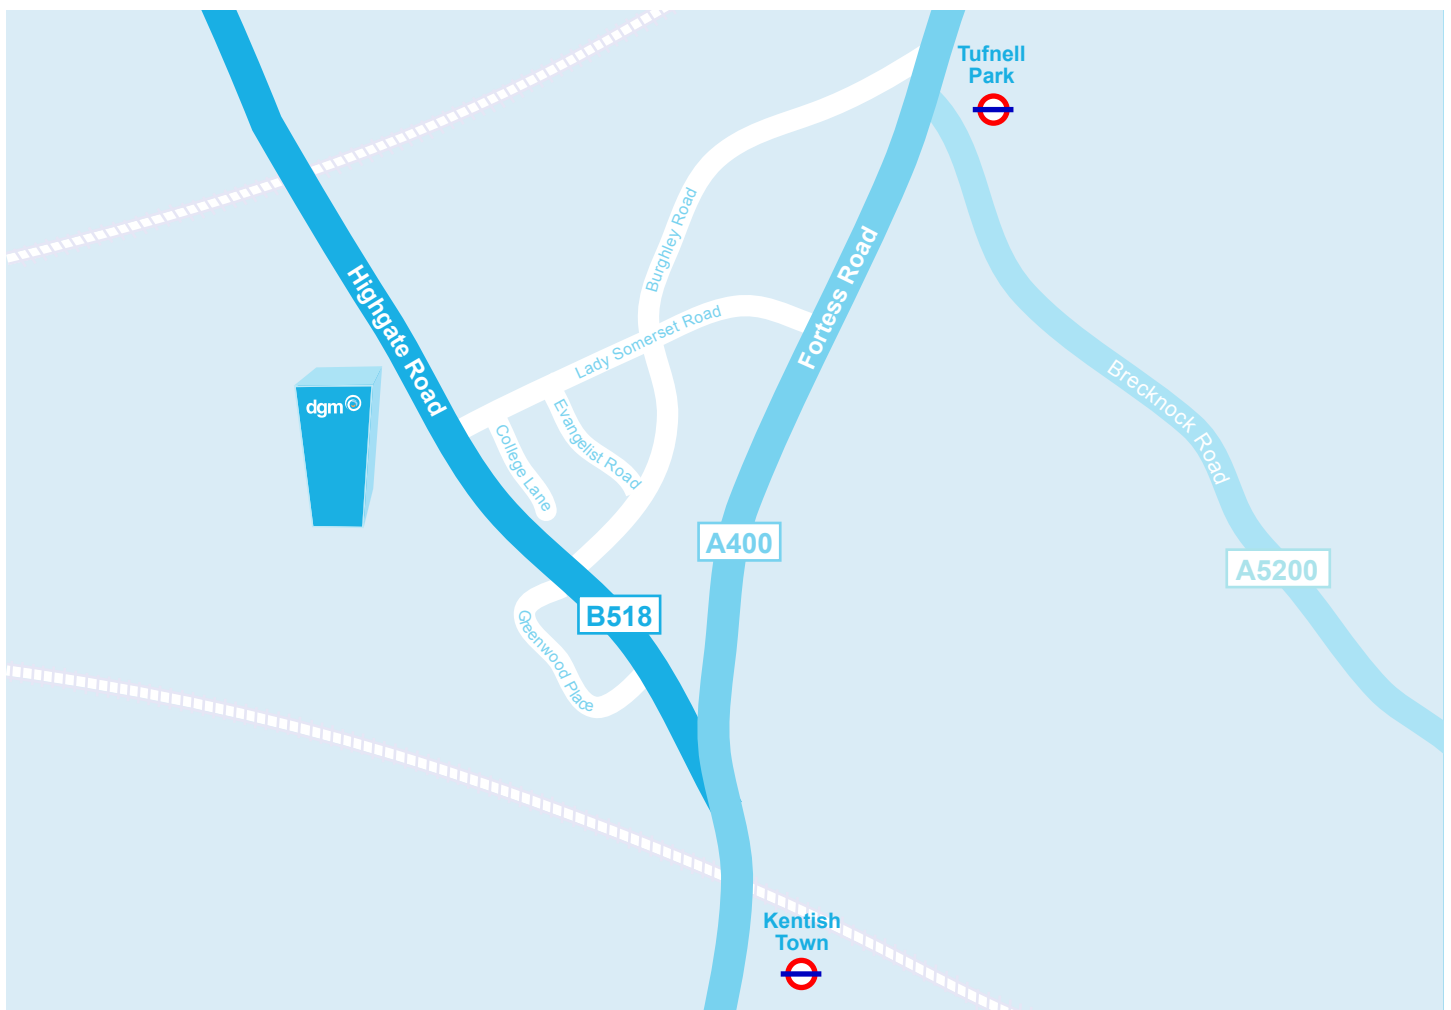 Tufnell
Park
Burghley Road
Fortess Road
Highgate Road
Lady Somerset Road
Brecknock Road
dgm
Evangelist Road
College Lane
A400
A5200
B518
Greenwood Place
Kentish
Town